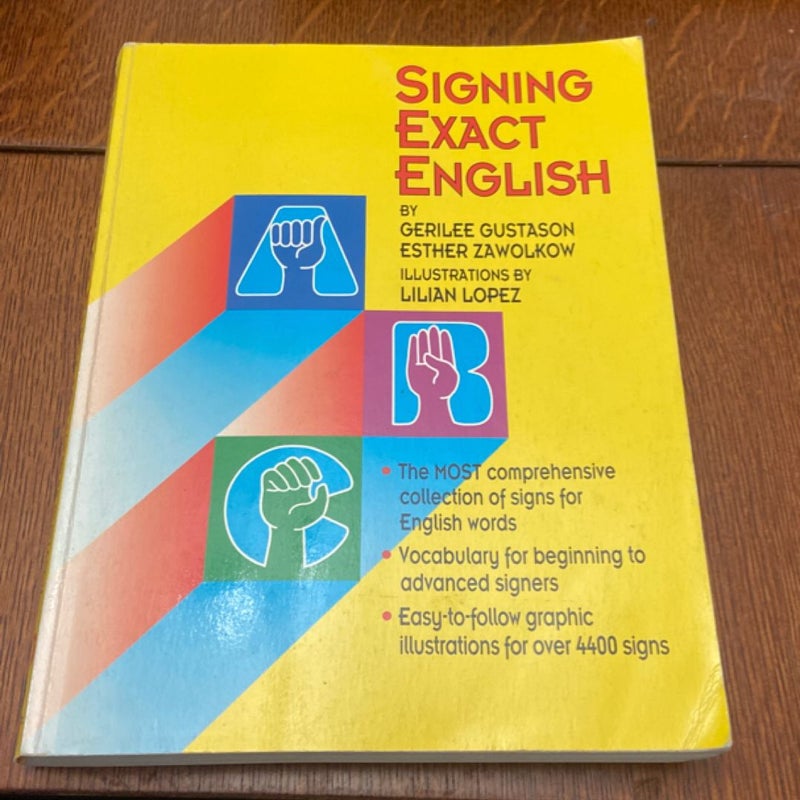 SIGNING
EXACT
ENGLISH
BY
GERILEE GUSTASON
ESTHER ZAWOLKOW
ILLUSTRATIONS BY
LILIAN LOPEZ
A
B
C
• The MOST comprehensive
collection of signs for
English words
• Vocabulary for beginning to
advanced signers
• Easy-to-follow graphic
illustrations for over 4400 signs